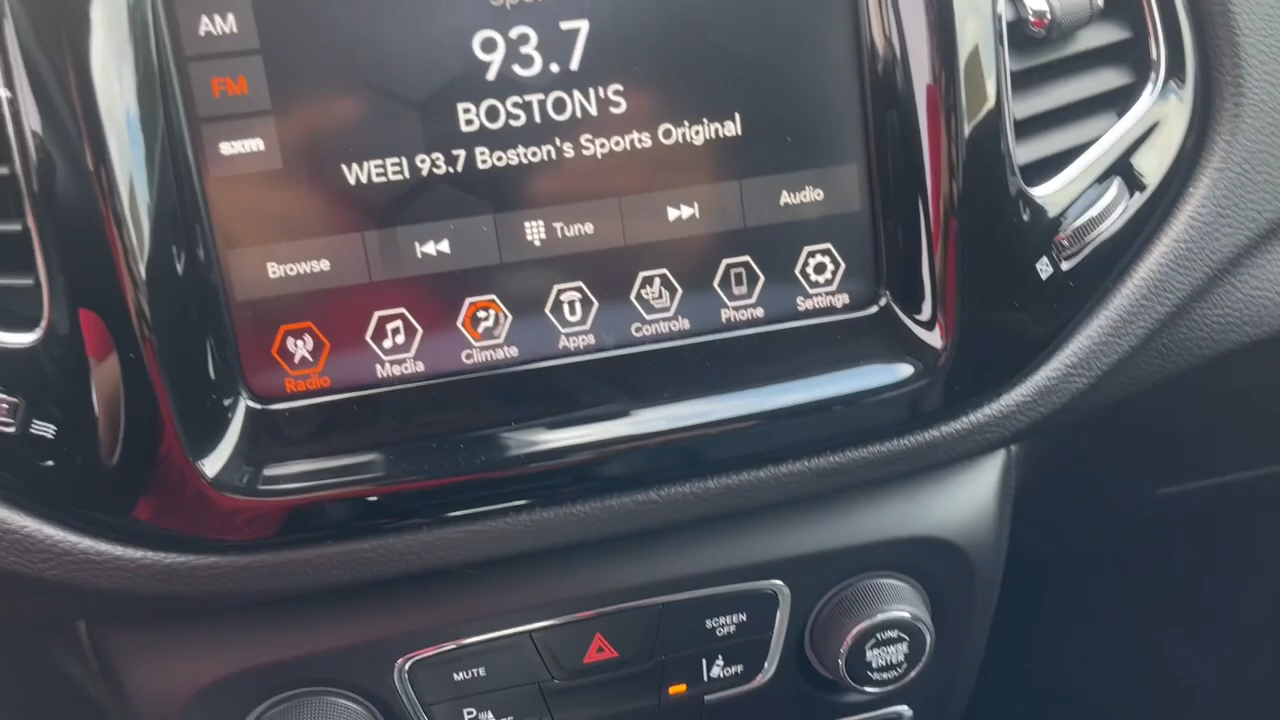 AM
93.7
FM
BOSTON'S
sxm
WEEI 93.7 Boston's Sports Original
Browse
Tune
Audio
Radio
Media
Climate
Apps
Controls
Phone
Settings
MUTE
SCREEN
OFF
OFF
TUNE
BROWSE
ENTER
SCROLL